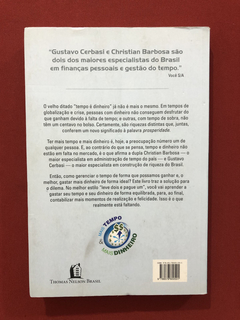 "Gustavo Cerbasi e Christian Barbosa são
dois dos maiores especialistas do Brasil
em finanças pessoais e gestão do tempo."
Você S/A
O velho ditado "tempo é dinheiro" já não é mais o mesmo. Em tempos de
globalização e crise, pessoas com dinheiro não conseguem desfrutar do
que ganham devido à falta de tempo; e outras, com tempo de sobra, não
têm um centavo no bolso. Certamente, são riquezas distintas que, juntas,
conferem um novo significado à palavra prosperidade.
Ter mais tempo e mais dinheiro é, hoje, a preocupação número um de
qualquer pessoa. E, ao contrário do que se pensa, tempo e dinheiro não
estão em falta no mercado, é o que afirma a dupla Christian Barbosa — o
maior especialista em administração de tempo do país — e Gustavo Cerbasi
— o maior especialista em construção de riqueza do Brasil.
Então, como gerenciar o tempo de forma que possamos ganhar e, o
melhor, gastar mais dinheiro de forma ideal? Este livro traz a solução para
o dilema. No melhor estilo "leve dois e pague um", você vai aprender a
gastar seu tempo e seu dinheiro de forma equilibrada, para, ao final,
contabilizar mais momentos de realização e felicidade. Isso é o que
realmente está faltando.
MAIS TEMPO
MAIS DINHEIRO
THOMAS NELSON BRASIL